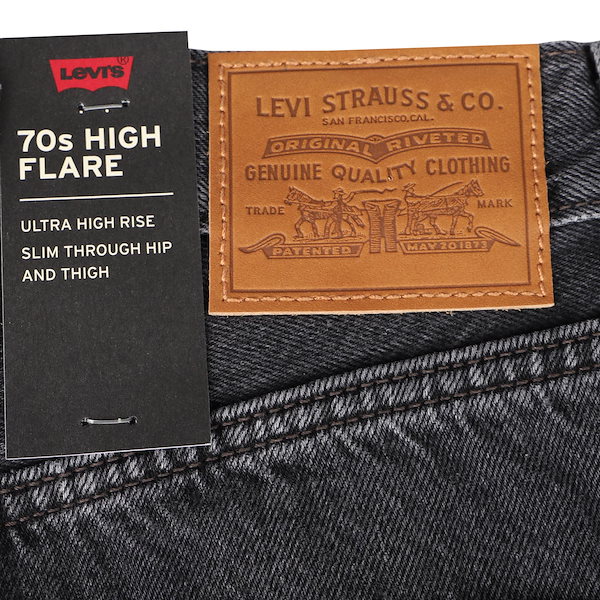 Levi's®
70s HIGH
FLARE
ULTRA HIGH RISE
SLIM THROUGH HIP
AND THIGH
LEVI STRAUSS & CO.
SAN FRANCISCO, CAL.
ORIGINAL RIVETED
GENUINE QUALITY CLOTHING
TRADE MARK
PATENTED MAY 20 1873